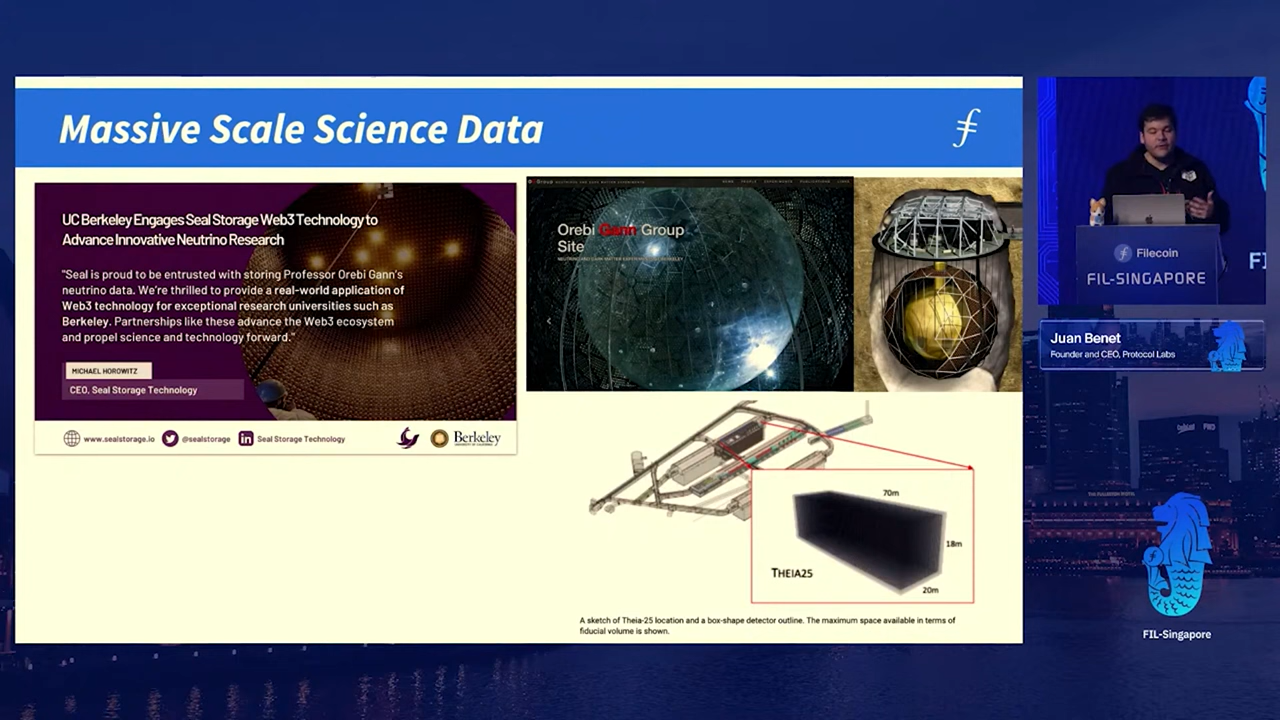 Massive Scale Science Data
UC Berkeley Engages Seal Storage Web3 Technology to
Advance Innovative Neutrino Research
"Seal is proud to be entrusted with storing Professor Orebi Gann's
neutrino data. We're thrilled to provide a real-world application of
Web3 technology for exceptional research universities such as
Berkeley. Partnerships like these advance the Web3 ecosystem
and propel science and technology forward."
MICHAEL HOROWITZ
CEO, Seal Storage Technology
www.sealstorage.io
@sealstorage
Seal Storage Technology
Berkeley
Orebi Gann Group
Site
70m
18m
20m
THEIA25
A sketch of Theia-25 location and a box-shape detector outline. The maximum space available in terms of
fiducial volume is shown.
Filecoin
FIL-SINGAPORE
Juan Benet
Founder and CEO, Protocol Labs
FIL-Singapore